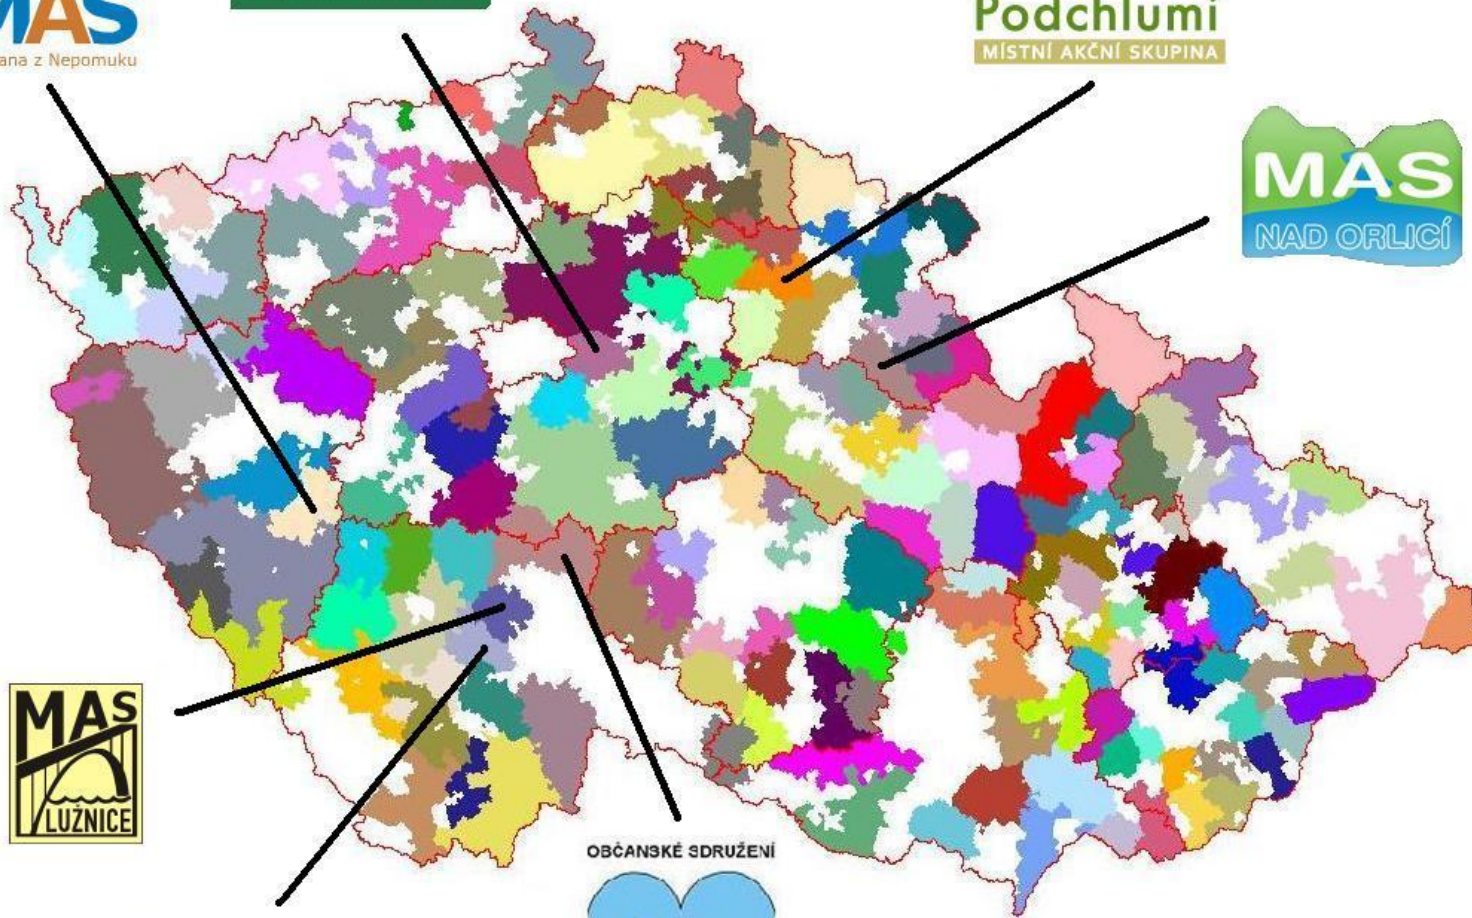 MAS
ana z Nepomuku
Podchlumí
MÍSTNÍ AKČNÍ SKUPINA
MAS
NAD ORLICÍ
MAS
LUŽNICE
OBČANSKÉ SDRUŽENÍ